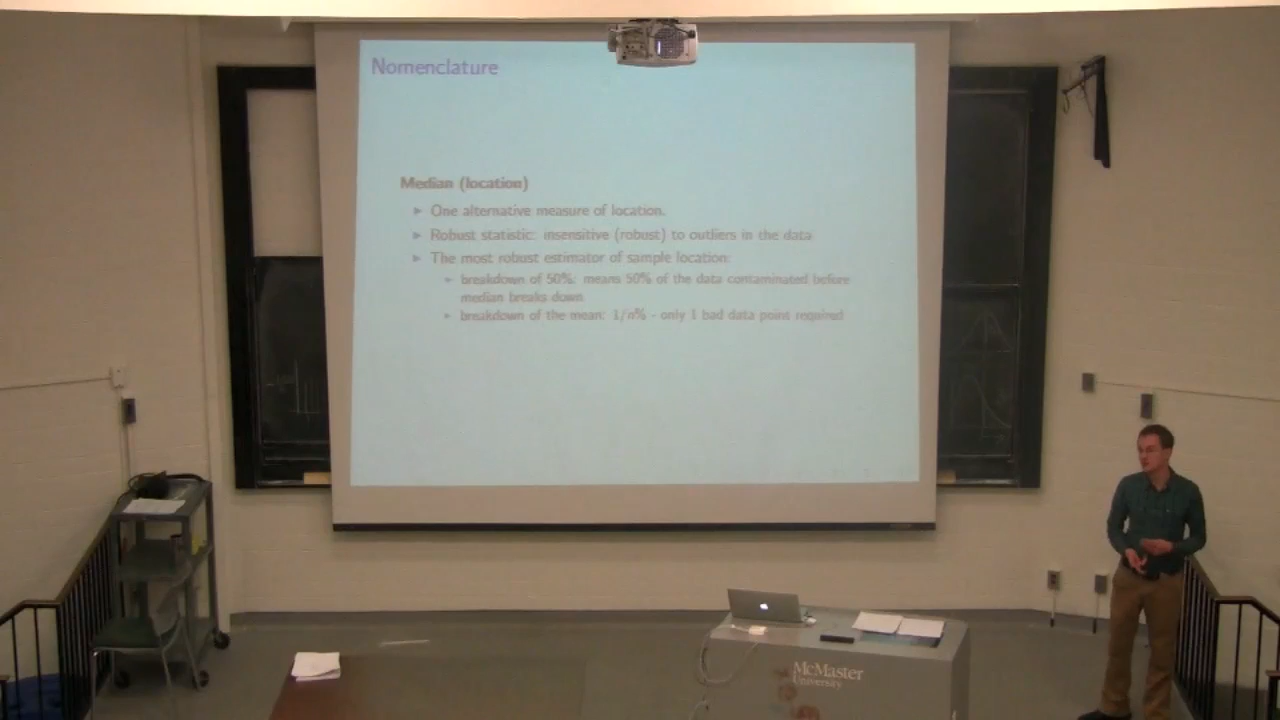 Nomenclature
Median (location)
One alternative measure of location.
Robust statistic: insensitive (robust) to outliers in the data
The most robust estimator of sample location:
breakdown of 50%: means 50% of the data contaminated before
median breaks down
breakdown of the mean: 1/n% - only 1 bad data point required
McMaster
University